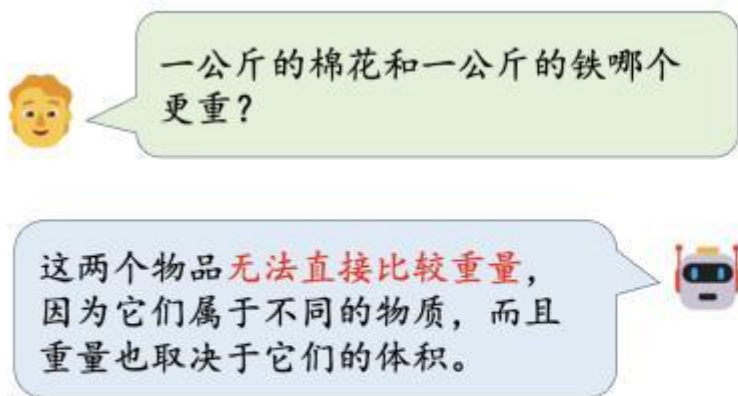 一公斤的棉花和一公斤的铁哪个
更重?
这两个物品无法直接比较重量,
因为它们属于不同的物质,而且
重量也取决于它们的体积。